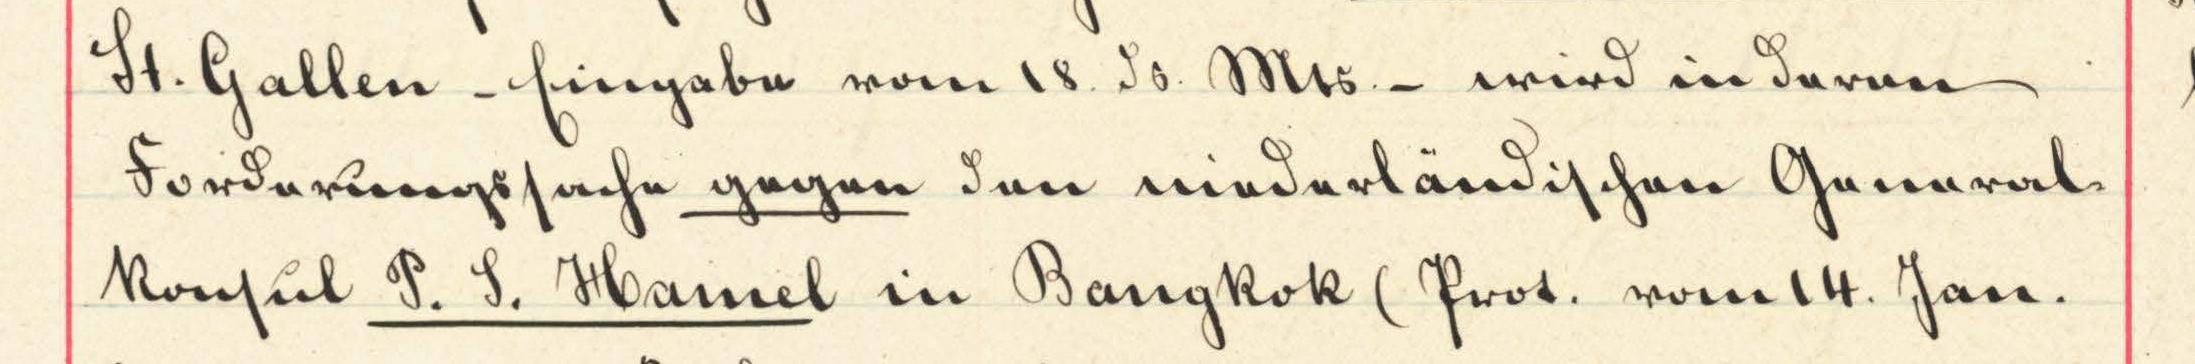 St. Gallen - Eingabe vom 18. ds. Mts. - wird in deren
Forderungssache gegen den niederländischen General-
konsul P. S. Hamel in Bangkok (Prot. vom 14. Jan.